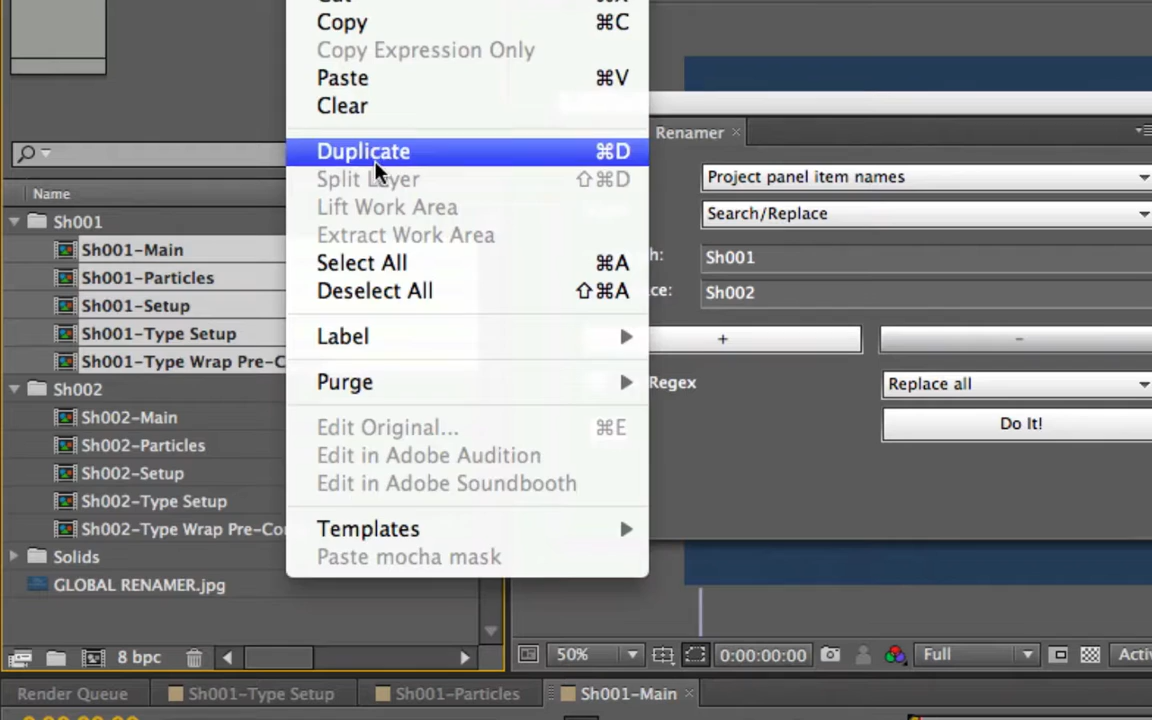 Cut ⌘X
Copy ⌘C
Copy Expression Only
Paste ⌘V
Clear
Duplicate ⌘D
Split Layer ⇧⌘D
Lift Work Area
Extract Work Area
Select All ⌘A
Deselect All ⇧⌘A
Label
Purge
Edit Original... ⌘E
Edit in Adobe Audition
Edit in Adobe Soundbooth
Templates
Paste mocha mask
Name
Sh001
Sh001-Main
Sh001-Particles
Sh001-Setup
Sh001-Type Setup
Sh001-Type Wrap Pre-C
Sh002
Sh002-Main
Sh002-Particles
Sh002-Setup
Sh002-Type Setup
Sh002-Type Wrap Pre-Co
Solids
GLOBAL RENAMER.jpg
8 bpc
Renamer ×
Project panel item names
Search/Replace
h: Sh001
ce: Sh002
+ −
Regex Replace all
Do It!
50% 0:00:00:00 Full Activ
Render Queue Sh001-Type Setup Sh001-Particles Sh001-Main ×